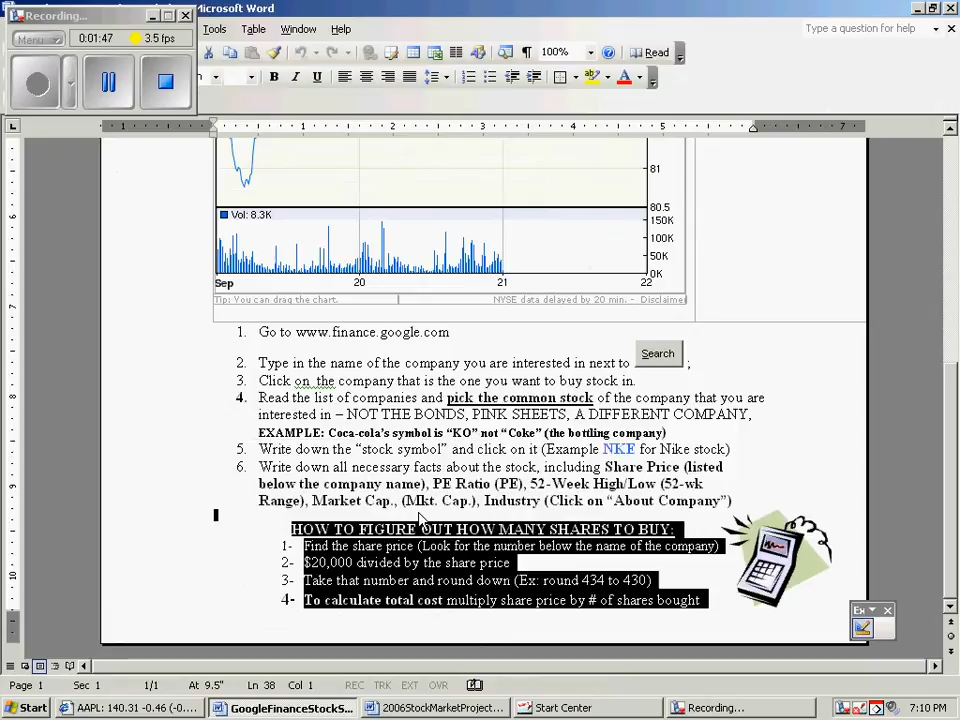 Recording...
Microsoft Word
Menu
0:01:47
3.5 fps
Tools Table Window Help
Type a question for help
100%
Read
B I U
A
1 1 2 3 4 5 6 7
81
80.5
Vol: 8.3K
150K
100K
50K
0K
Sep 20 21 22
Tip: You can drag the chart.
NYSE data delayed by 20 min. - Disclaimer
1. Go to www.finance.google.com
2. Type in the name of the company you are interested in next to Search ;
3. Click on the company that is the one you want to buy stock in.
4. Read the list of companies and pick the common stock of the company that you are
interested in – NOT THE BONDS, PINK SHEETS, A DIFFERENT COMPANY,
EXAMPLE: Coca-cola's symbol is “KO” not “Coke” (the bottling company)
5. Write down the “stock symbol” and click on it (Example NKE for Nike stock)
6. Write down all necessary facts about the stock, including Share Price (listed
below the company name), PE Ratio (PE), 52-Week High/Low (52-wk
Range), Market Cap., (Mkt. Cap.), Industry (Click on “About Company”)
HOW TO FIGURE OUT HOW MANY SHARES TO BUY:
1- Find the share price (Look for the number below the name of the company)
2- $20,000 divided by the share price
3- Take that number and round down (Ex: round 434 to 430)
4- To calculate total cost multiply share price by # of shares bought
Ex
Page 1 Sec 1 1/1 At 9.5" Ln 38 Col 1 REC TRK EXT OVR
Start
AAPL: 140.31 -0.46 (-0....
GoogleFinanceStockS...
2006StockMarketProject...
Start Center
Recording...
7:10 PM